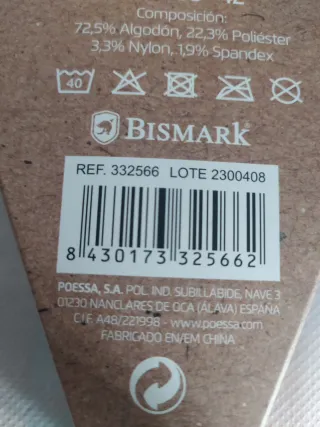 Composición:
72,5% Algodón, 22,3% Poliéster
3,3% Nylon, 1,9% Spandex
40
BISMARK
REF. 332566 LOTE 2300408
8 430173 325662
POESSA, S.A. POL. IND. SUBILLABIDE, NAVE 3
01230 NANCLARES DE OCA (ÁLAVA) ESPAÑA
C.I.F. A48/221998 - www.poessa.com
FABRICADO EN/EM CHINA